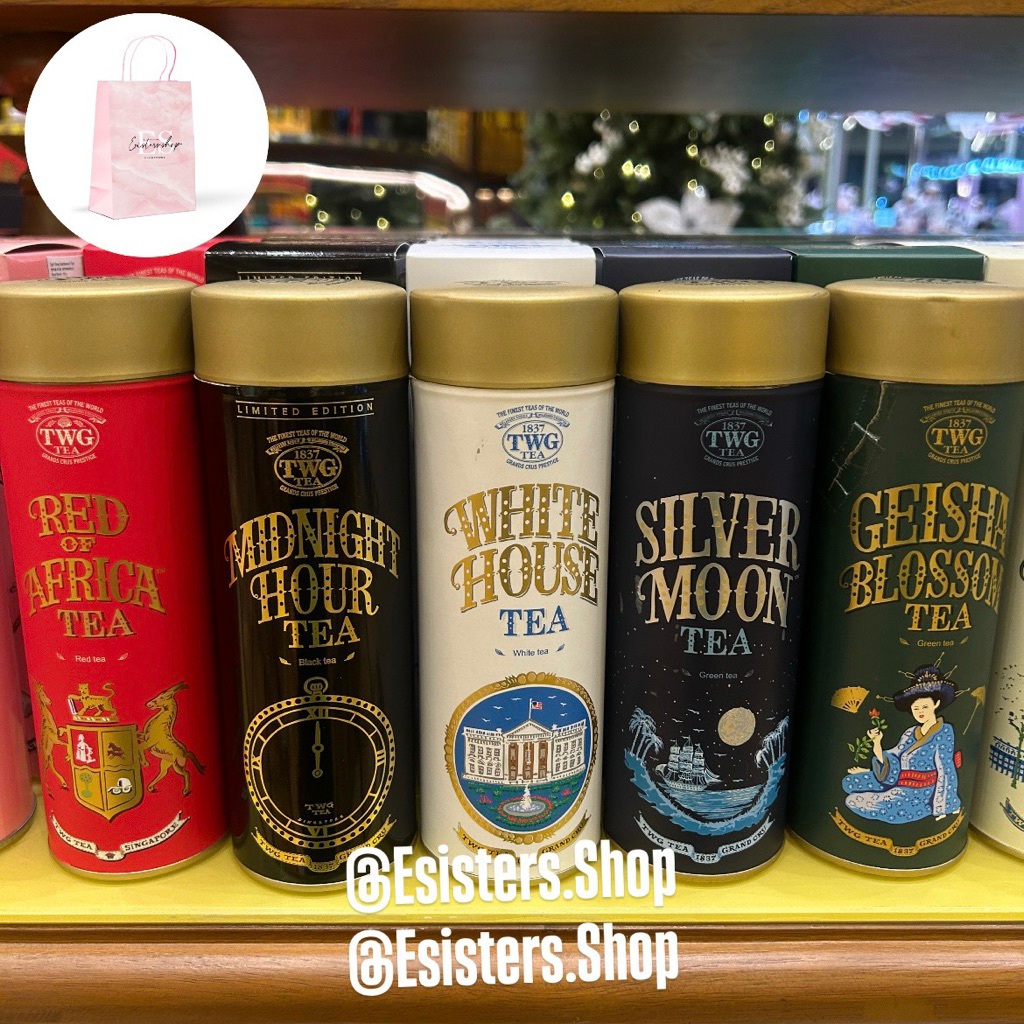 Esistersshop
LIMITED EDITION
THE FINEST TEAS OF THE WORLD
TWG
TEA
GRANDS CRUS PRESTIGE
RED
OF
AFRICA
TEA
Red tea
TWG TEA SINGAPORE
LIMITED EDITION
THE FINEST TEAS OF THE WORLD
1837
TWG
TEA
GRANDS CRUS PRESTIGE
MIDNIGHT
HOUR
TEA
Black tea
XII
TWG
TEA
VI
TWG TEA 1837 GRAND CRU
THE FINEST TEAS OF THE WORLD
1837
TWG
TEA
GRANDS CRUS PRESTIGE
WHITE
HOUSE
TEA
White tea
THE FINEST TEAS OF THE WORLD
1837
TWG
TEA
GRANDS CRUS PRESTIGE
SILVER
MOON
TEA
Green tea
TWG TEA 1837 GRAND CRU
THE FINEST TEAS OF THE WORLD
1837
TWG
TEA
GRANDS CRUS PRESTIGE
GEISHA
BLOSSOM
TEA
Green tea
TWG TEA 1837 GRAND CRU
@Esisters.Shop
@Esisters.Shop